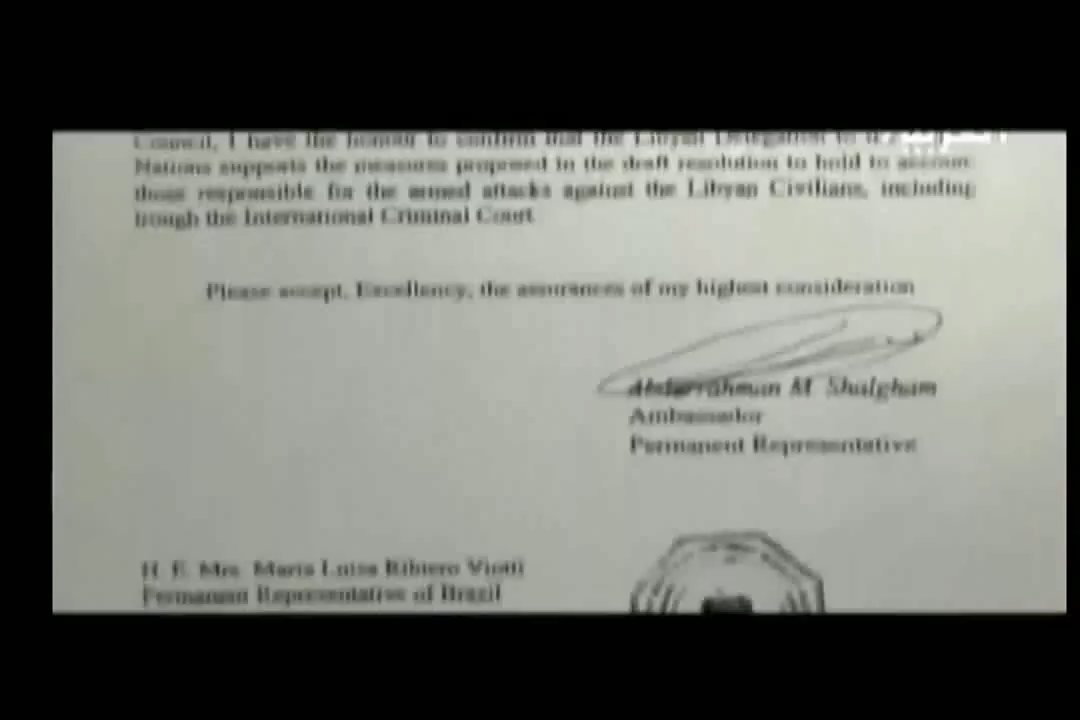 Council, I have the honour to confirm that the Libyan Delegation to
Nations supports the measures proposed in the draft resolution to hold to account
those responsible for the armed attacks against the Libyan Civilians, including
trough the International Criminal Court
Please accept, Excellency, the assurances of my highest consideration
Abdurrahman M. Shalgham
Ambassador
Permanent Representative
H. E. Mrs. Maria Luiza Ribiero Viotti
Permanent Representative of Brazil